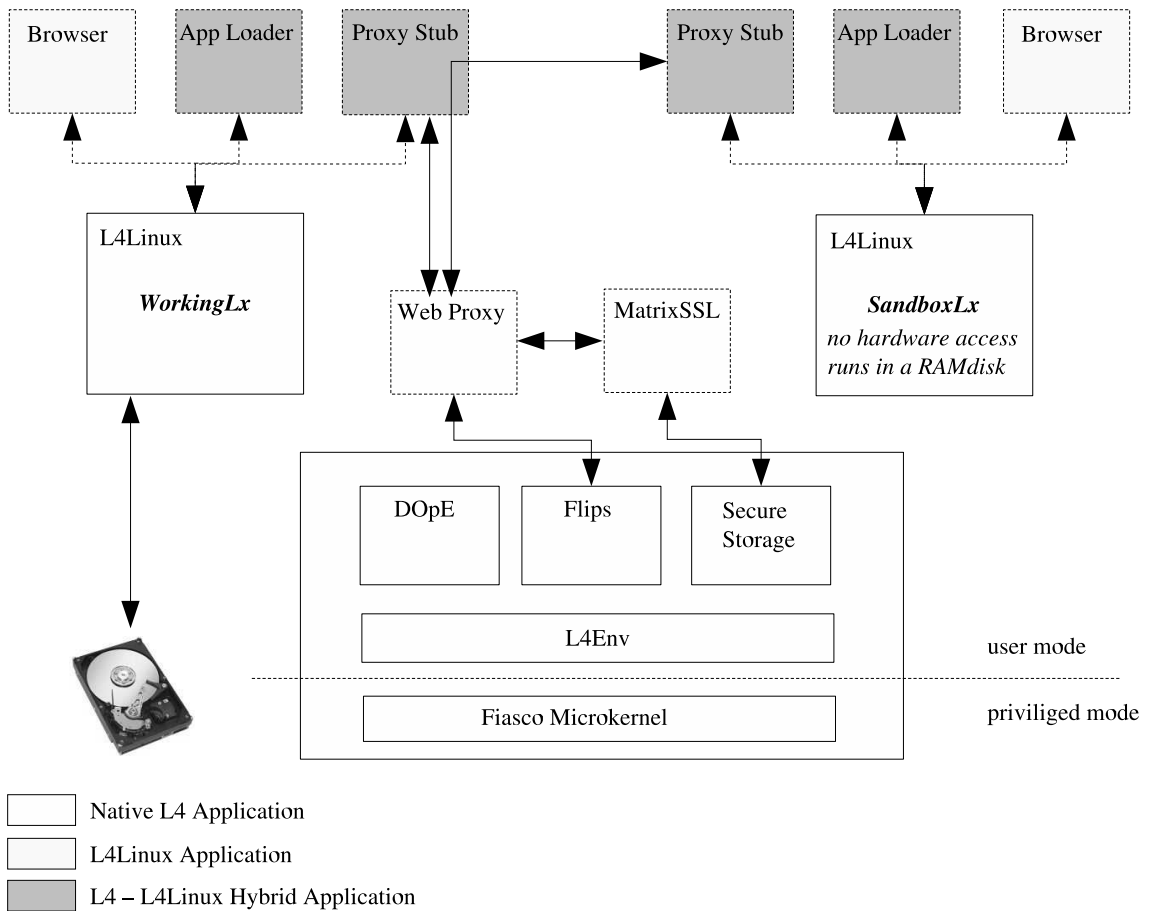 Browser
App Loader
Proxy Stub
Proxy Stub
App Loader
Browser
L4Linux
WorkingLx
Web Proxy
MatrixSSL
L4Linux
SandboxLx
no hardware access
runs in a RAMdisk
DOpE
Flips
Secure
Storage
L4Env
user mode
Fiasco Microkernel
priviliged mode
Native L4 Application
L4Linux Application
L4 – L4Linux Hybrid Application